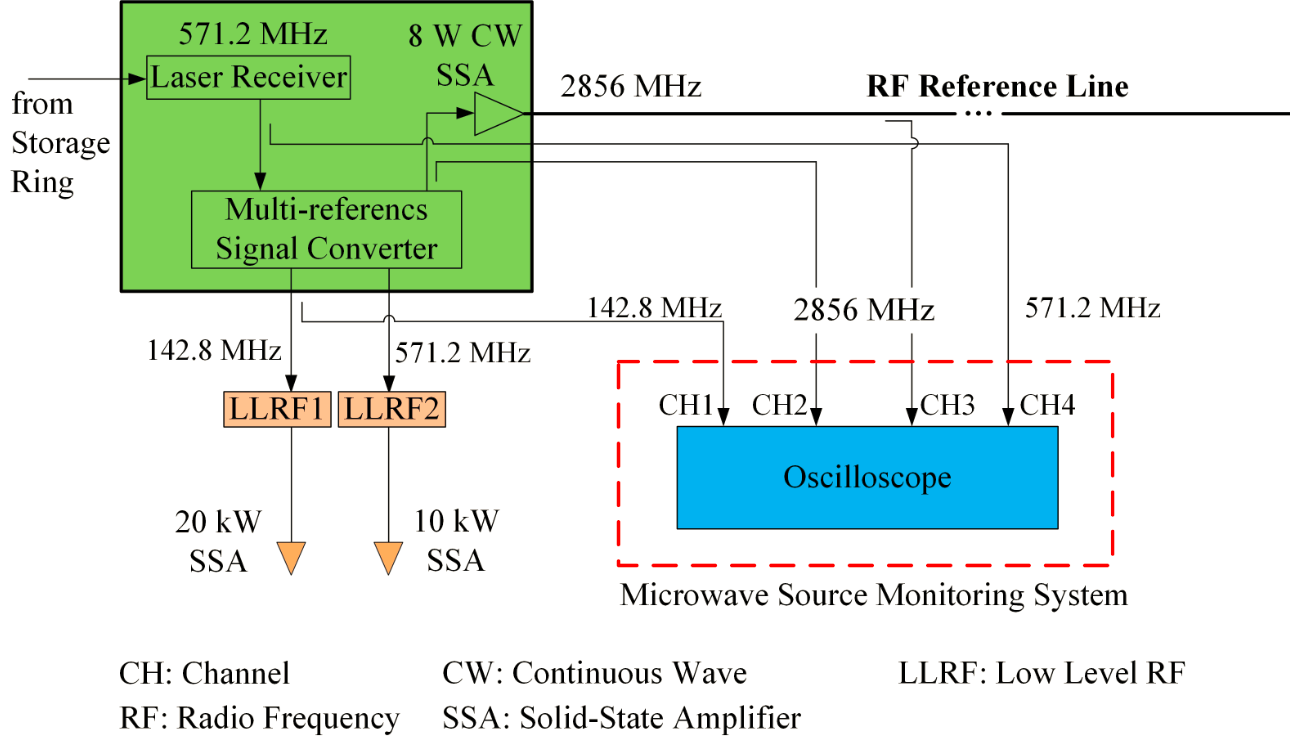 571.2 MHz
Laser Receiver
8 W CW
SSA
2856 MHz
RF Reference Line
...
from
Storage
Ring
Multi-referencs
Signal Converter
142.8 MHz
571.2 MHz
142.8 MHz
2856 MHz
571.2 MHz
LLRF1
LLRF2
CH1
CH2
CH3
CH4
Oscilloscope
20 kW
SSA
10 kW
SSA
Microwave Source Monitoring System
CH: Channel
CW: Continuous Wave
LLRF: Low Level RF
RF: Radio Frequency
SSA: Solid-State Amplifier